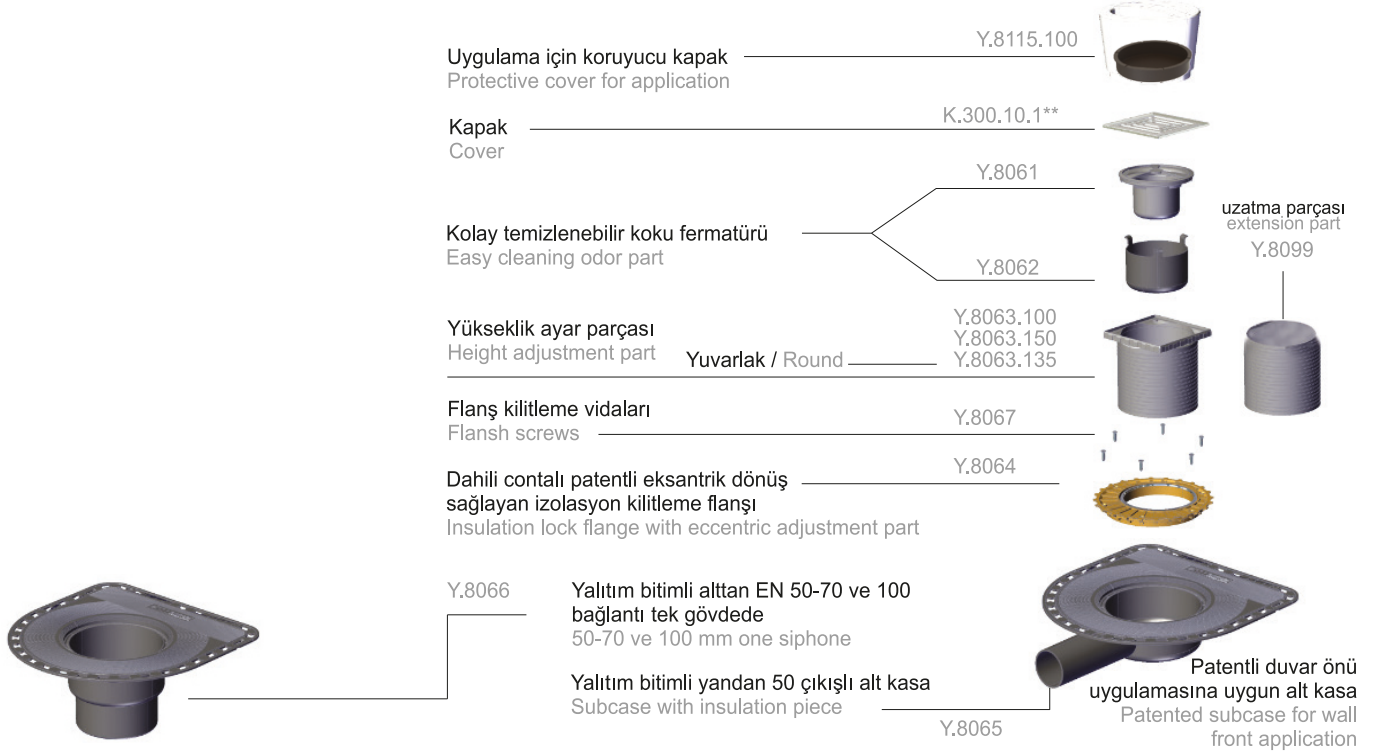 Y.8115.100
Uygulama için koruyucu kapak
Protective cover for application
K.300.10.1**
Kapak
Cover
Y.8061
Kolay temizlenebilir koku fermatürü
Easy cleaning odor part
Y.8062
uzatma parçası
extension part
Y.8099
Yükseklik ayar parçası
Height adjustment part
Y.8063.100
Y.8063.150
Yuvarlak / Round
Y.8063.135
Flanş kilitleme vidaları
Flansh screws
Y.8067
Dahili contalı patentli eksantrik dönüş
sağlayan izolasyon kilitleme flanşı
Insulation lock flange with eccentric adjustment part
Y.8064
Y.8066
Yalıtım bitimli alttan EN 50-70 ve 100
bağlantı tek gövdede
50-70 ve 100 mm one siphone
Yalıtım bitimli yandan 50 çıkışlı alt kasa
Subcase with insulation piece
Y.8065
Patentli duvar önü
uygulamasına uygun alt kasa
Patented subcase for wall
front application